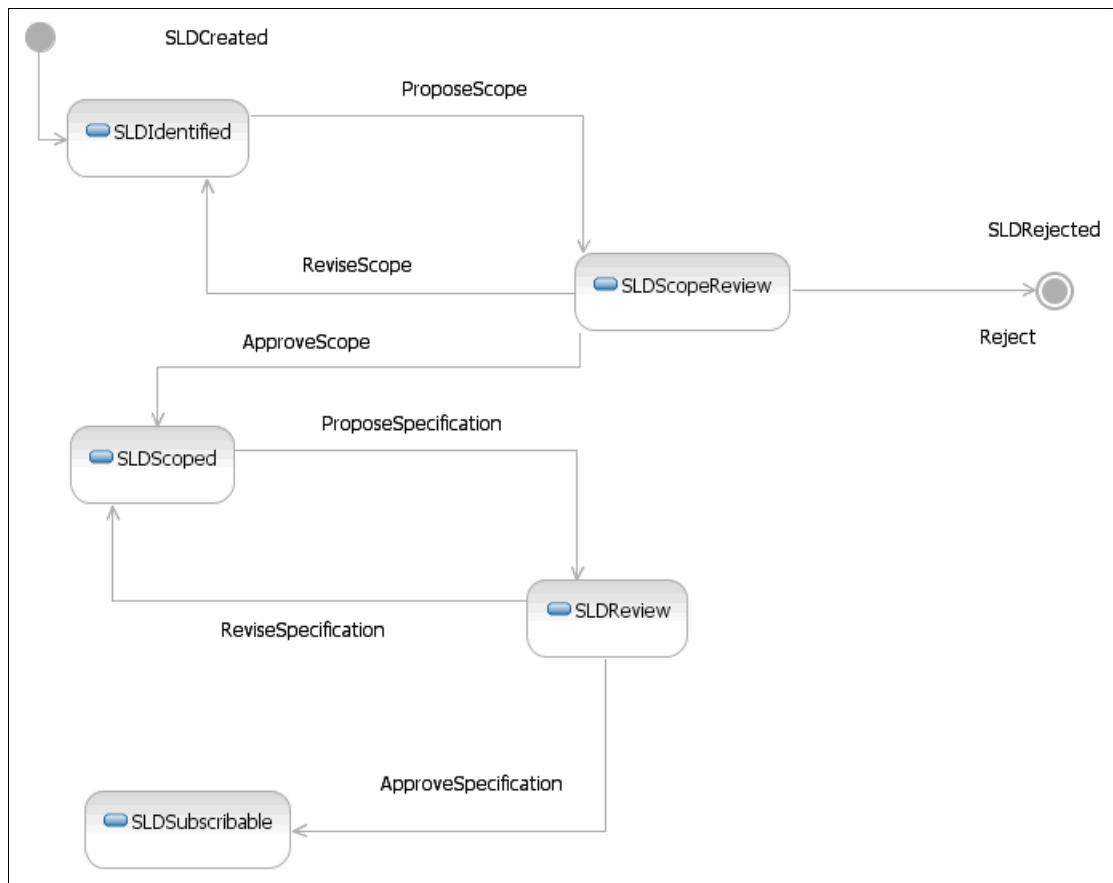 SLDCreated
ProposeScope
SLDIdentified
SLDRejected
ReviseScope
SLDScopeReview
Reject
ApproveScope
ProposeSpecification
SLDScoped
SLDReview
ReviseSpecification
ApproveSpecification
SLDSubscribable